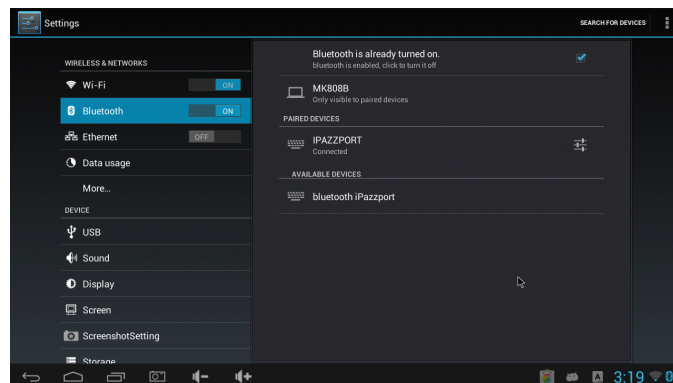 Settings
SEARCH FOR DEVICES
WIRELESS & NETWORKS
Wi-Fi
ON
Bluetooth
ON
Ethernet
OFF
Data usage
More...
DEVICE
USB
Sound
Display
Screen
ScreenshotSetting
Storage
Bluetooth is already turned on.
bluetooth is enabled, click to turn it off
MK808B
Only visible to paired devices
PAIRED DEVICES
IPAZZPORT
Connected
AVAILABLE DEVICES
bluetooth iPazzport
A
3:19